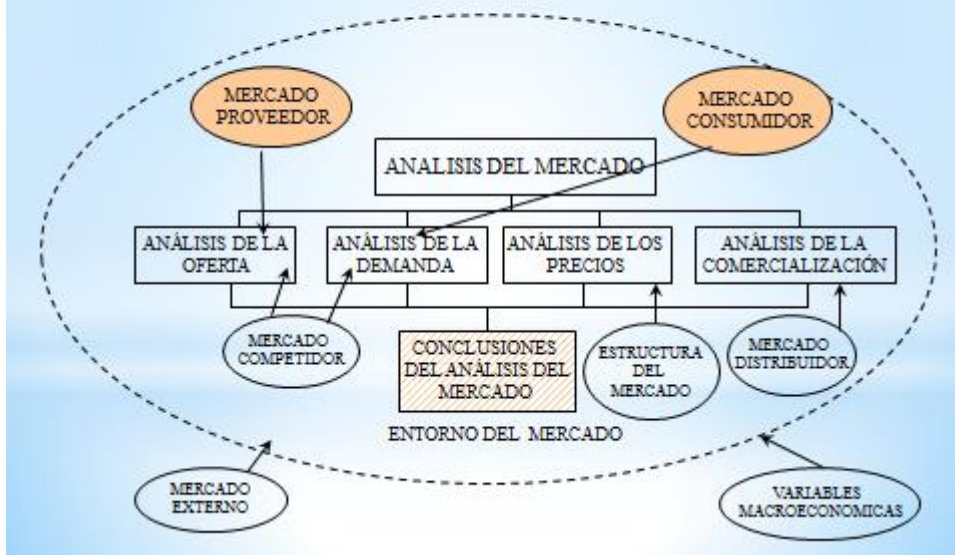 MERCADO
PROVEEDOR
MERCADO
CONSUMIDOR
ANALISIS DEL MERCADO
ANÁLISIS DE LA
OFERTA
ANÁLISIS DE LA
DEMANDA
ANÁLISIS DE LOS
PRECIOS
ANÁLISIS DE LA
COMERCIALIZACIÓN
MERCADO
COMPETIDOR
CONCLUSIONES
DEL ANÁLISIS DEL
MERCADO
ESTRUCTURA
DEL
MERCADO
MERCADO
DISTRIBUIDOR
ENTORNO DEL MERCADO
MERCADO
EXTERNO
VARIABLES
MACROECONOMICAS